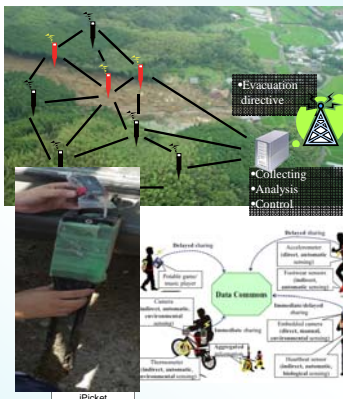 •Evacuation
directive
•Collecting
•Analysis
•Control
iPicket
Delayed sharing
Delayed sharing
Accelerometer
(direct, automatic
sensing)
Potable game/
music player
Footwear sensors
(indirect,
automatic sensing)
Data Commons
Camera
(indirect, automatic,
environmental sensing)
Immediate/delayed
sharing
Immediate sharing
Embedded camera
(direct, manual,
environmental sensing)
Aggregated
Thermometer
(indirect, automatic,
environmental sensing)
Heartbeat sensor
(indirect, automatic,
biological sensing)